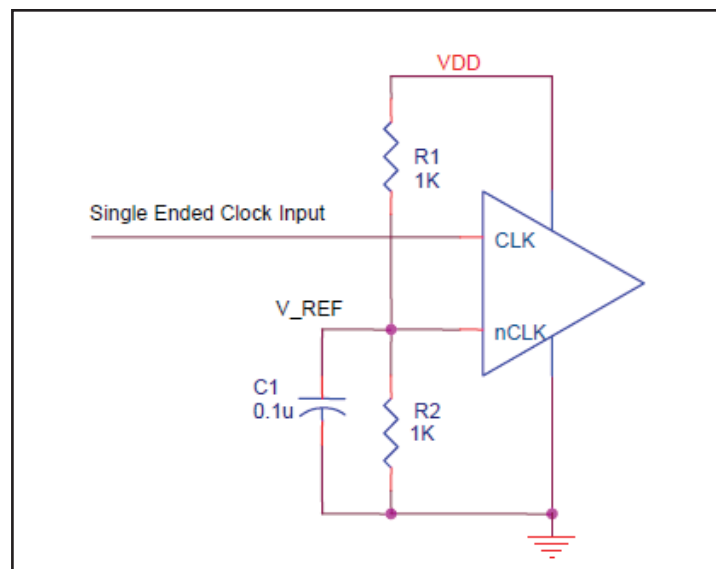 VDD
R1
1K
Single Ended Clock Input
CLK
V_REF
nCLK
C1
0.1u
R2
1K